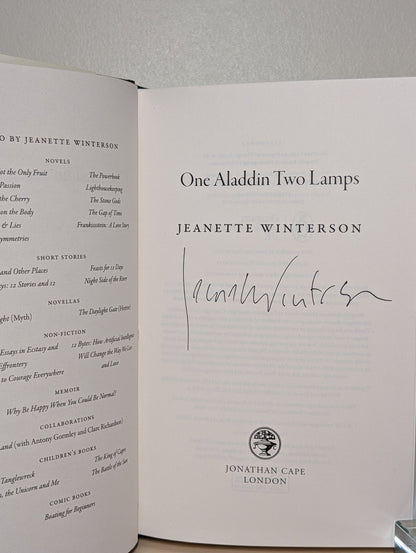 O BY JEANETTE WINTERSON
NOVELS
ot the Only Fruit The Powerbook
Passion Lighthousekeeping
the Cherry The Stone Gods
on the Body The Gap of Time
& Lies Frankissstein: A Love Story
symmetries
SHORT STORIES
and Other Places Feasts for 12 Days
ys: 12 Stories and 12 Night Side of the River
NOVELLAS
ght (Myth) The Daylight Gate (Horror)
NON-FICTION
Essays in Ecstasy and 12 Bytes: How Artificial Intelligence
Effrontery Will Change the Way We Live
to Courage Everywhere and Love
MEMOIR
Why Be Happy When You Could Be Normal?
COLLABORATIONS
Land (with Antony Gormley and Clare Richardson)
CHILDREN'S BOOKS
Tanglewreck The King of Capri
n, the Unicorn and Me The Battle of the Sun
COMIC BOOKS
Boating for Beginners
One Aladdin Two Lamps
JEANETTE WINTERSON
Jeanette Winterson
JONATHAN CAPE
LONDON